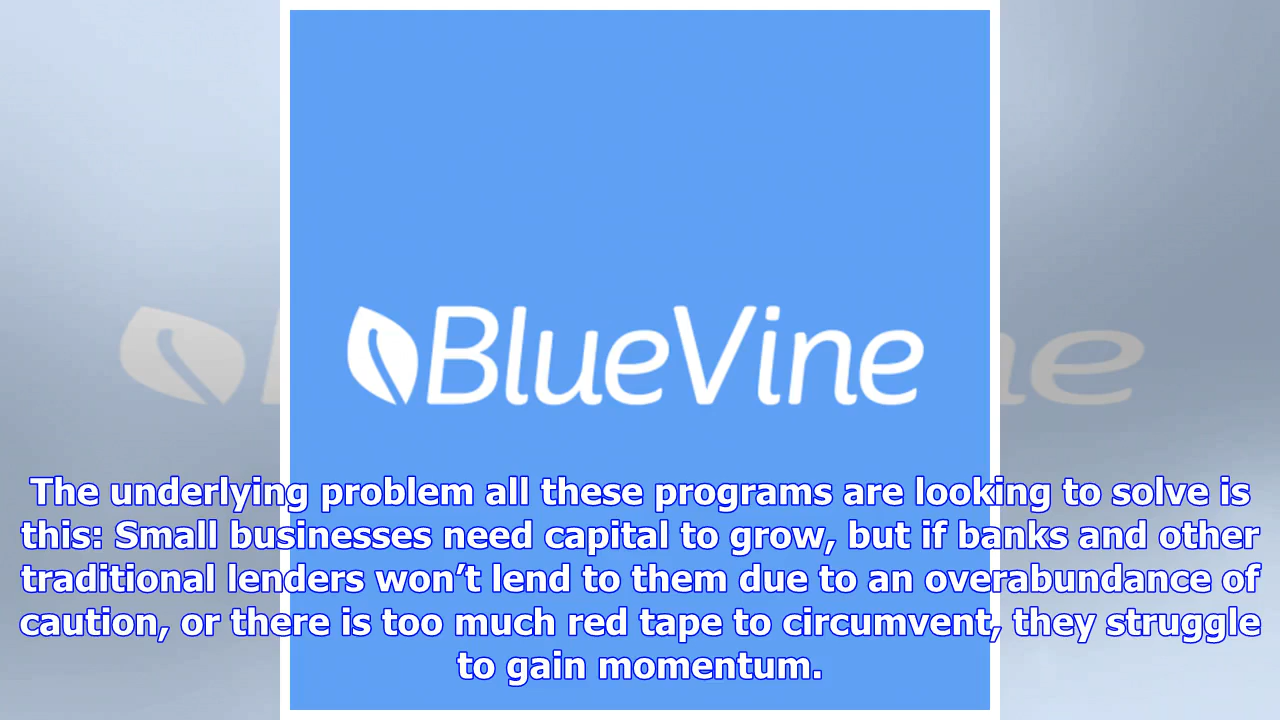 BlueVine
ne
The underlying problem all these programs are looking to solve is
this: Small businesses need capital to grow, but if banks and other
traditional lenders won’t lend to them due to an overabundance of
caution, or there is too much red tape to circumvent, they struggle
to gain momentum.